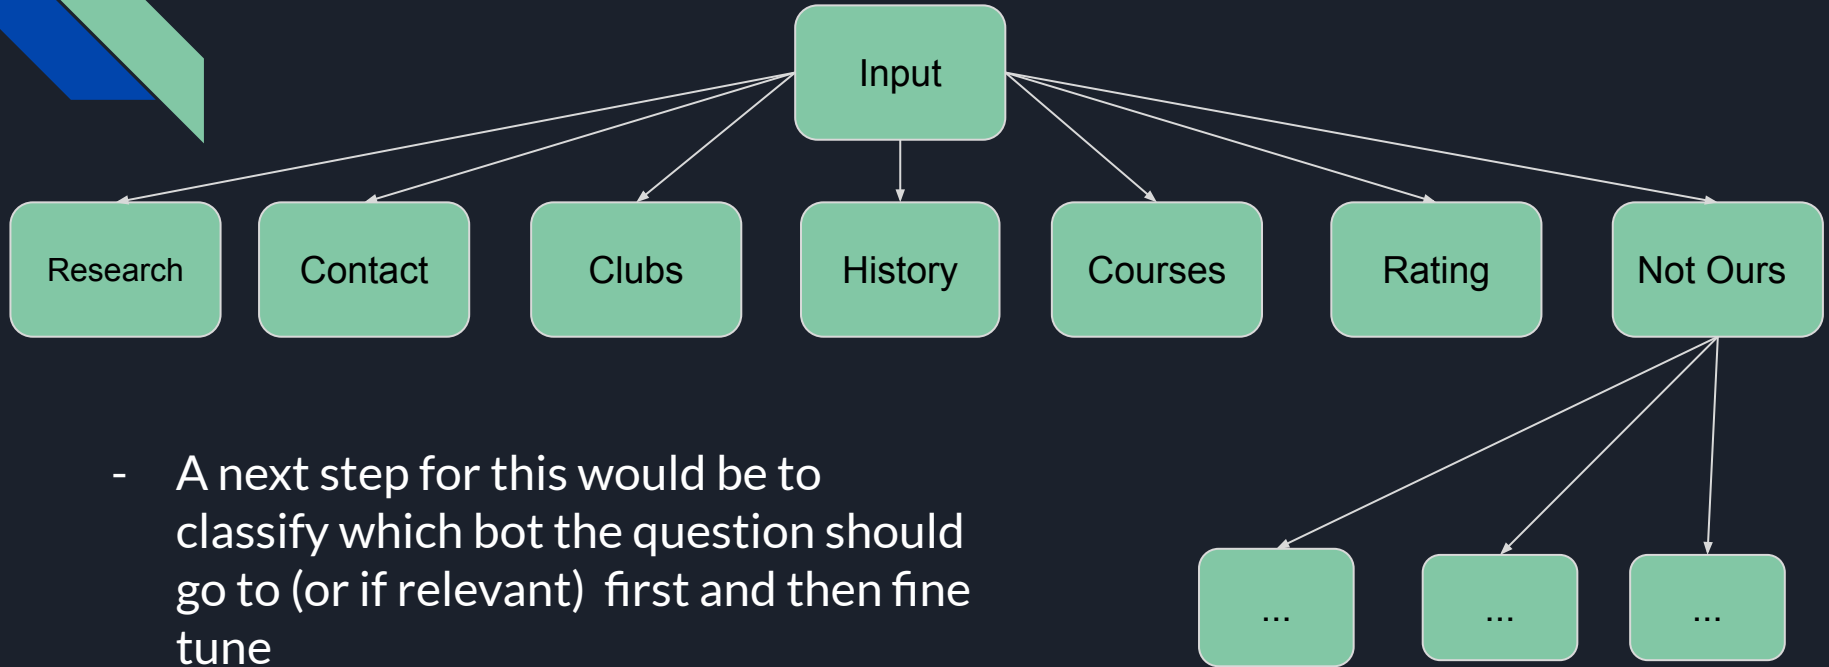 Input
Research
Contact
Clubs
History
Courses
Rating
Not Ours
- A next step for this would be to
classify which bot the question should
go to (or if relevant) first and then fine
tune
...
...
...